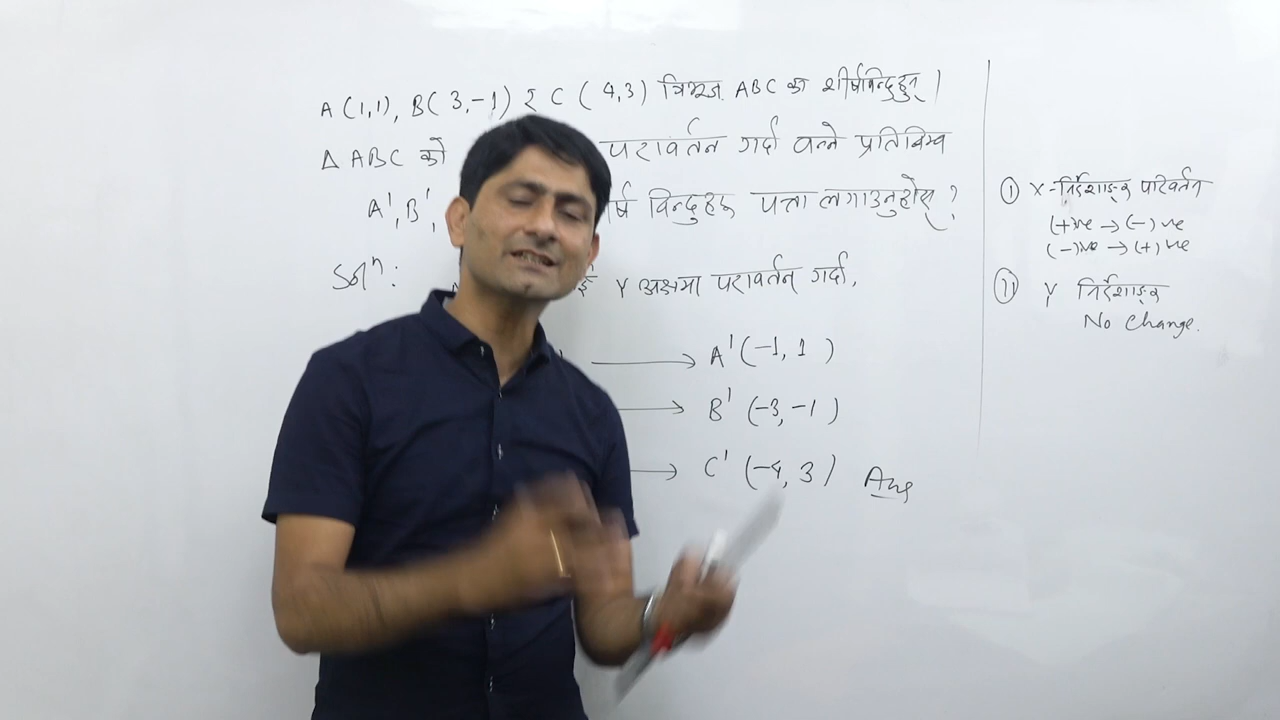 A (1,1), B( 3,-1) र C ( 4,3) त्रिभुज ABC का शीर्षविन्दुहुन् ।
Δ ABC को परावर्तन गर्दा बन्ने प्रतिबिम्ब
A', B', र्ष विन्दुहरू पत्ता लगाउनुहोस् ?
Solⁿ: ई Y अक्षमा परावर्तन् गर्दा,
→ A' (-1, 1 )
→ B' (-3, -1 )
→ C' (-4, 3 ) Ans
① X-निर्देशाङ्क परिवर्तन
(+)ve → (-) ve
(-)ve → (+) ve
⑪ Y निर्देशाङ्क
No Change.